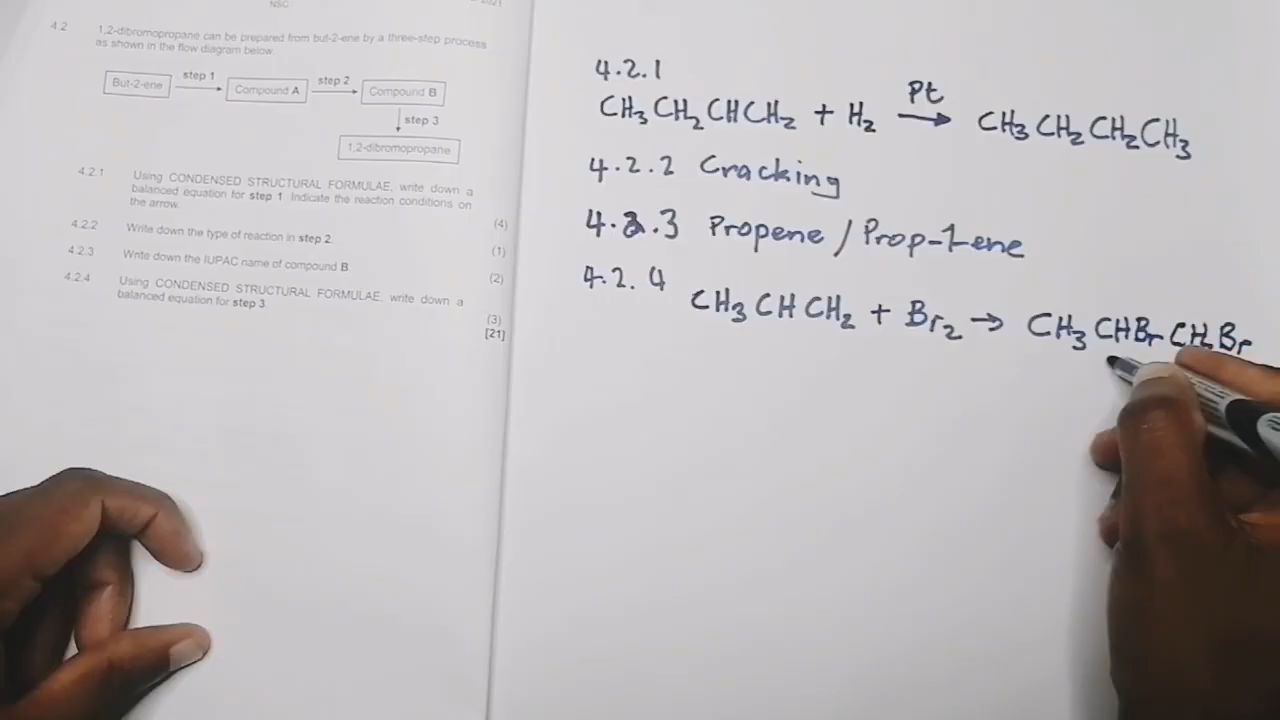 NSC
2021
4.2 1,2-dibromopropane can be prepared from but-2-ene by a three-step process
as shown in the flow diagram below.
But-2-ene step 1 Compound A step 2 Compound B
step 3
1,2-dibromopropane
4.2.1 Using CONDENSED STRUCTURAL FORMULAE, write down a
balanced equation for step 1. Indicate the reaction conditions on
the arrow. (4)
4.2.2 Write down the type of reaction in step 2. (1)
4.2.3 Write down the IUPAC name of compound B. (2)
4.2.4 Using CONDENSED STRUCTURAL FORMULAE, write down a
balanced equation for step 3. (3)
[21]
4.2.1
CH₃CH₂CHCH₂ + H₂ Pt → CH₃CH₂CH₂CH₃
4.2.2 Cracking
4.2.3 Propene / Prop-1-ene
4.2.4
CH₃CHCH₂ + Br₂ → CH₃CHBrCH₂Br